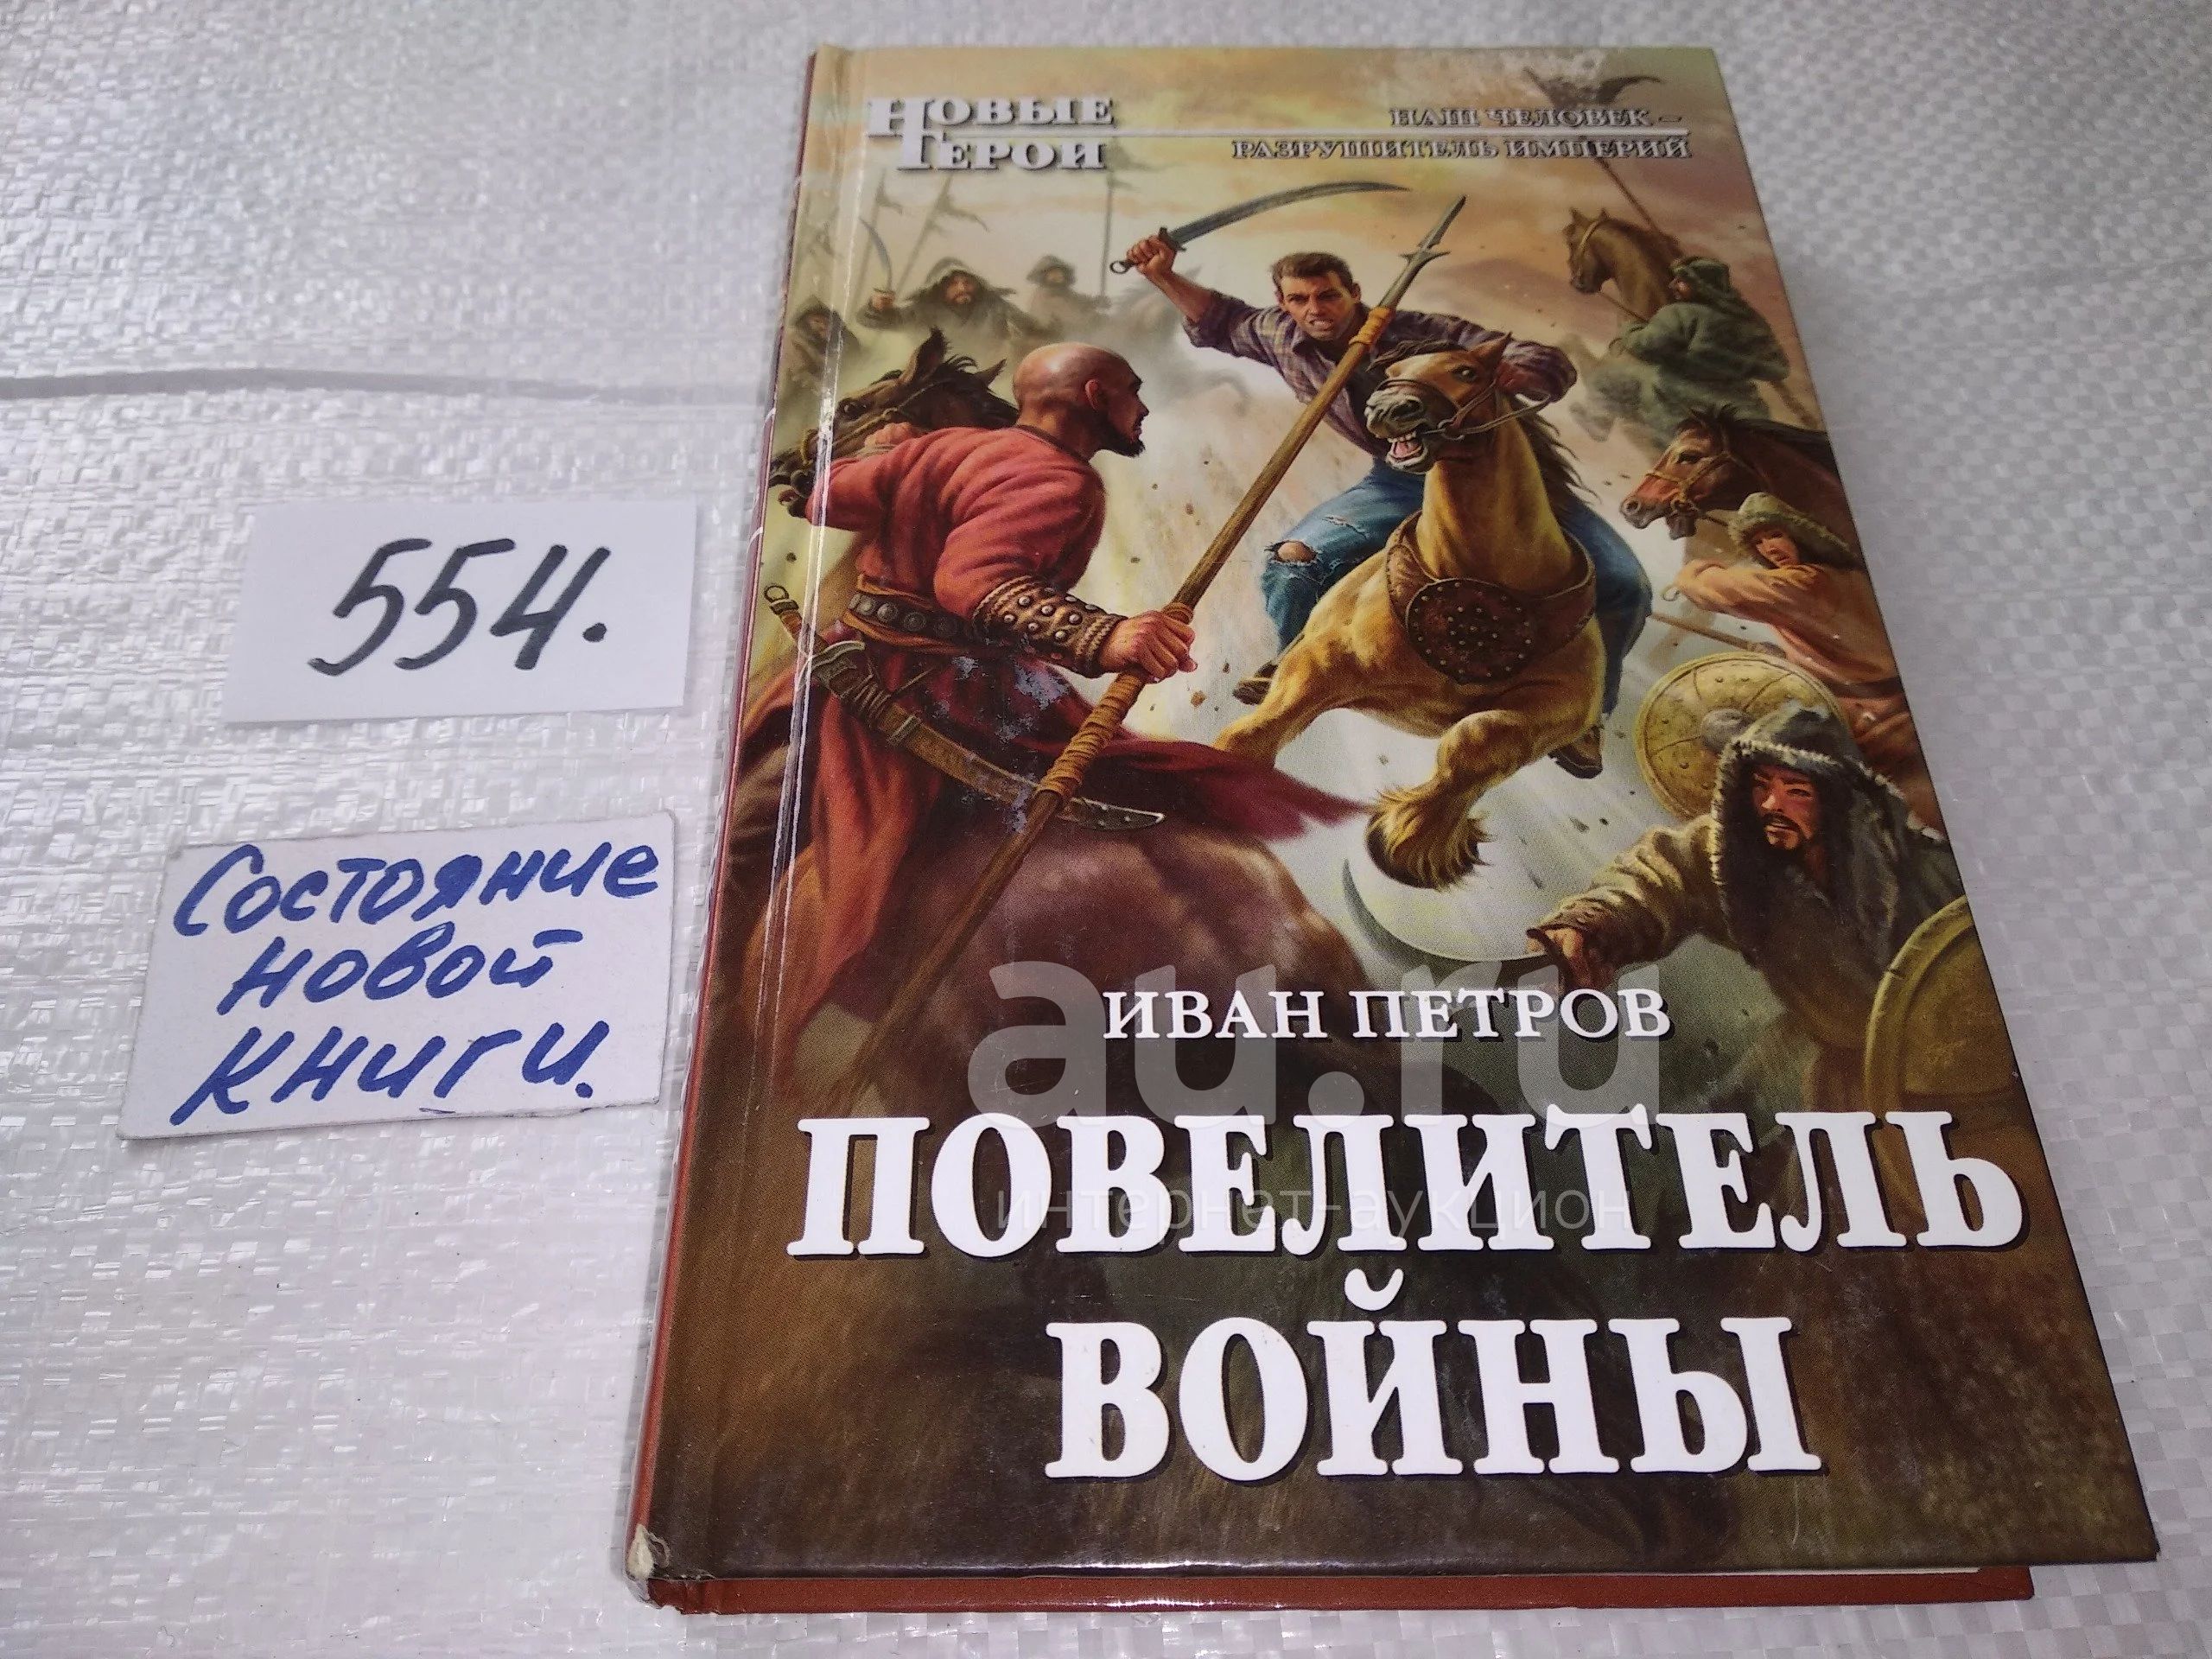 НОВЫЕ
ГЕРОИ
НАШ ЧЕЛОВЕК –
РАЗРУШИТЕЛЬ ИМПЕРИЙ
554.
Состояние
новой
книги.
ИВАН ПЕТРОВ
au.ru
ПОВЕЛИТЕЛЬ
интернет-аукцион
ВОЙНЫ